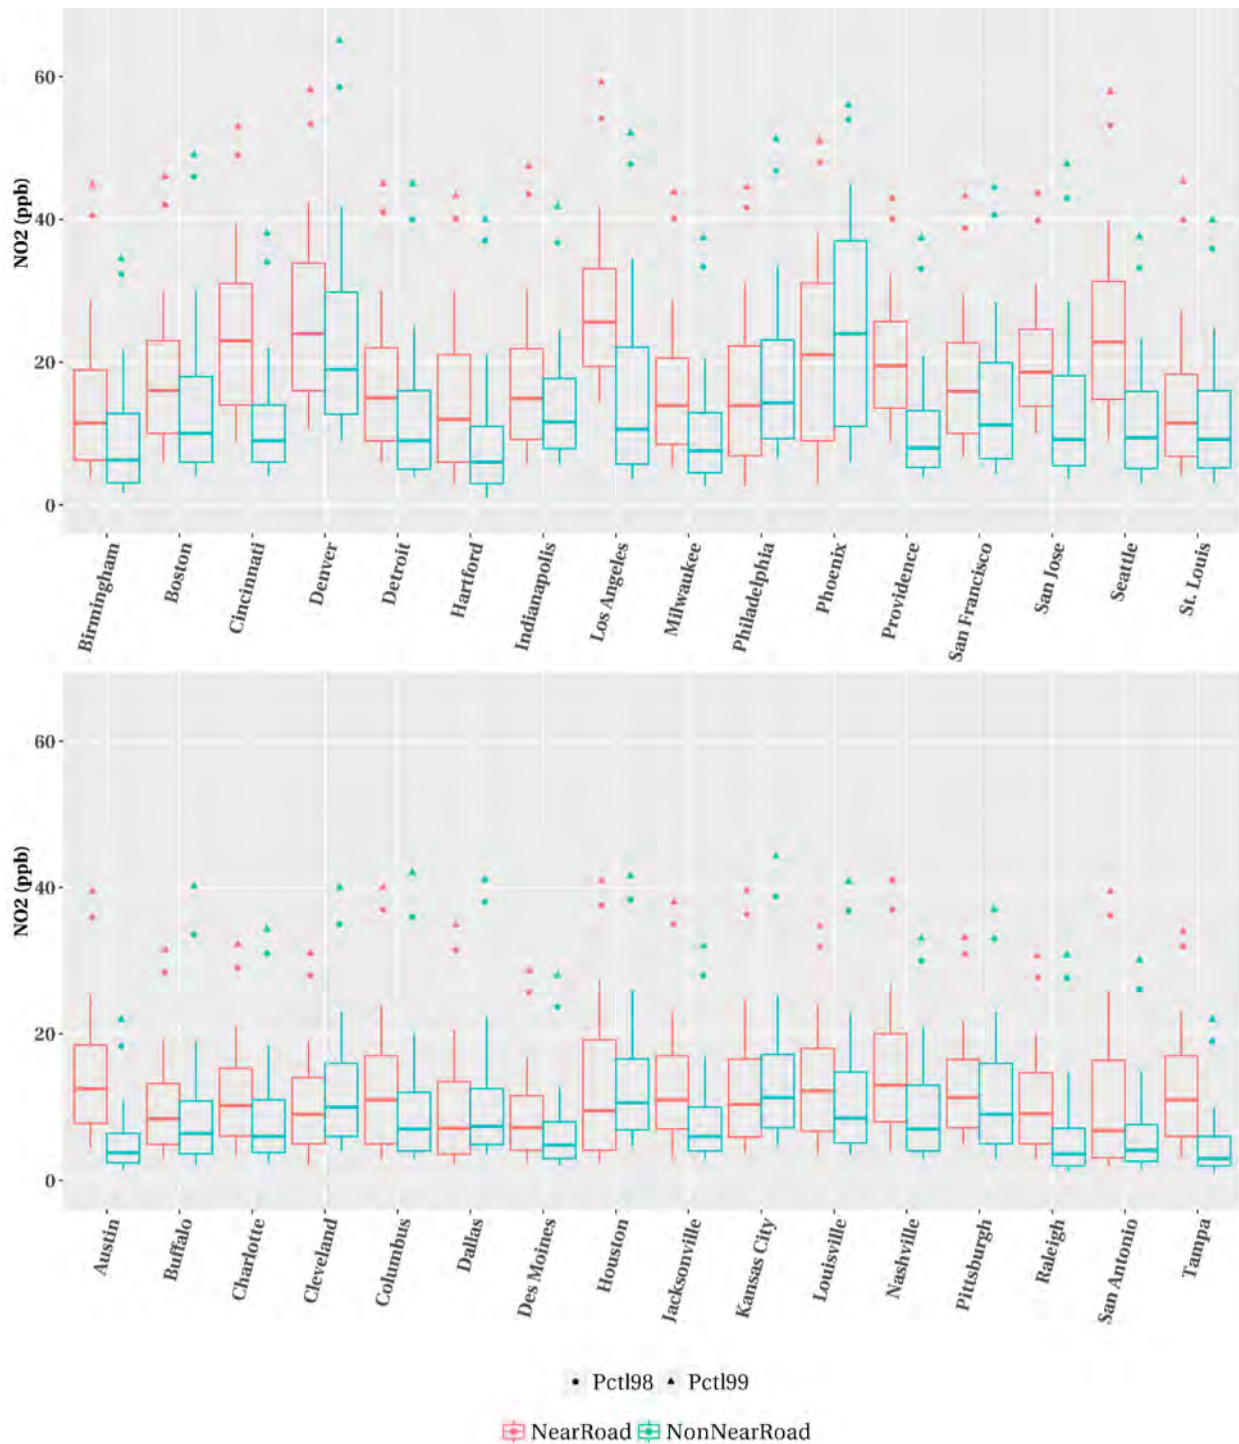 NO2 (ppb)
60
40
20
0
Birmingham
Boston
Cincinnati
Denver
Detroit
Hartford
Indianapolis
Los Angeles
Milwaukee
Philadelphia
Phoenix
Providence
San Francisco
San Jose
Seattle
St. Louis
NO2 (ppb)
60
40
20
0
Austin
Buffalo
Charlotte
Cleveland
Columbus
Dallas
Des Moines
Houston
Jacksonville
Kansas City
Louisville
Nashville
Pittsburgh
Raleigh
San Antonio
Tampa
Pctl98 Pctl99
NearRoad NonNearRoad